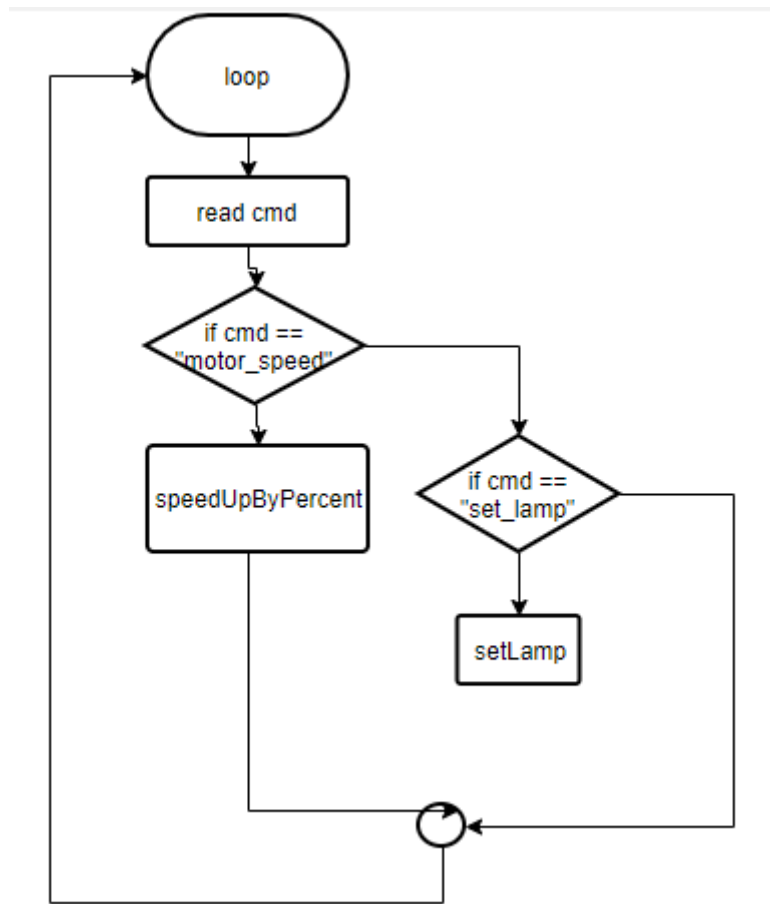 loop
read cmd
if cmd ==
"motor_speed"
speedUpByPercent
if cmd ==
"set_lamp"
setLamp